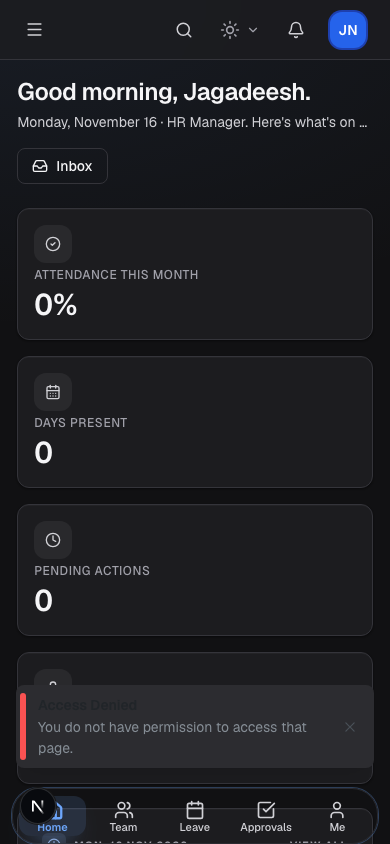 JN
Good morning, Jagadeesh.
Monday, November 16 · HR Manager. Here's what's on ...
Inbox
ATTENDANCE THIS MONTH
0%
DAYS PRESENT
0
PENDING ACTIONS
0
Access Denied
You do not have permission to access that
page.
N
Home
Team
Leave
Approvals
Me